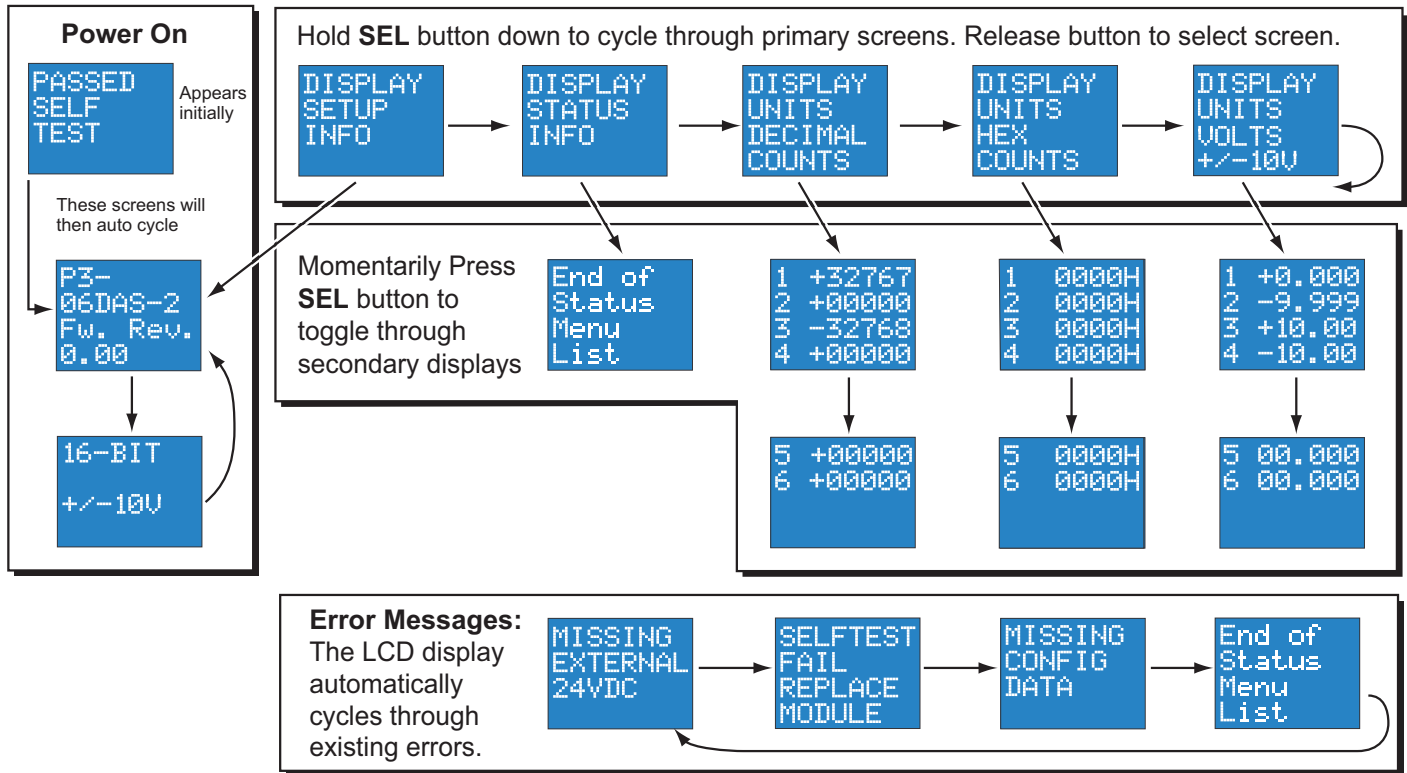 Power On
PASSED
SELF
TEST
Appears
initially
These screens will
then auto cycle
P3-
06DAS-2
Fw. Rev.
0.00
16-BIT
+/-10V
Hold SEL button down to cycle through primary screens. Release button to select screen.
DISPLAY
SETUP
INFO
DISPLAY
STATUS
INFO
DISPLAY
UNITS
DECIMAL
COUNTS
DISPLAY
UNITS
HEX
COUNTS
DISPLAY
UNITS
VOLTS
+/-10V
Momentarily Press
SEL button to
toggle through
secondary displays
End of
Status
Menu
List
1 +32767
2 +00000
3 -32768
4 +00000
1 0000H
2 0000H
3 0000H
4 0000H
1 +0.000
2 -9.999
3 +10.00
4 -10.00
5 +00000
6 +00000
5 0000H
6 0000H
5 00.000
6 00.000
Error Messages:
The LCD display
automatically
cycles through
existing errors.
MISSING
EXTERNAL
24VDC
SELFTEST
FAIL
REPLACE
MODULE
MISSING
CONFIG
DATA
End of
Status
Menu
List